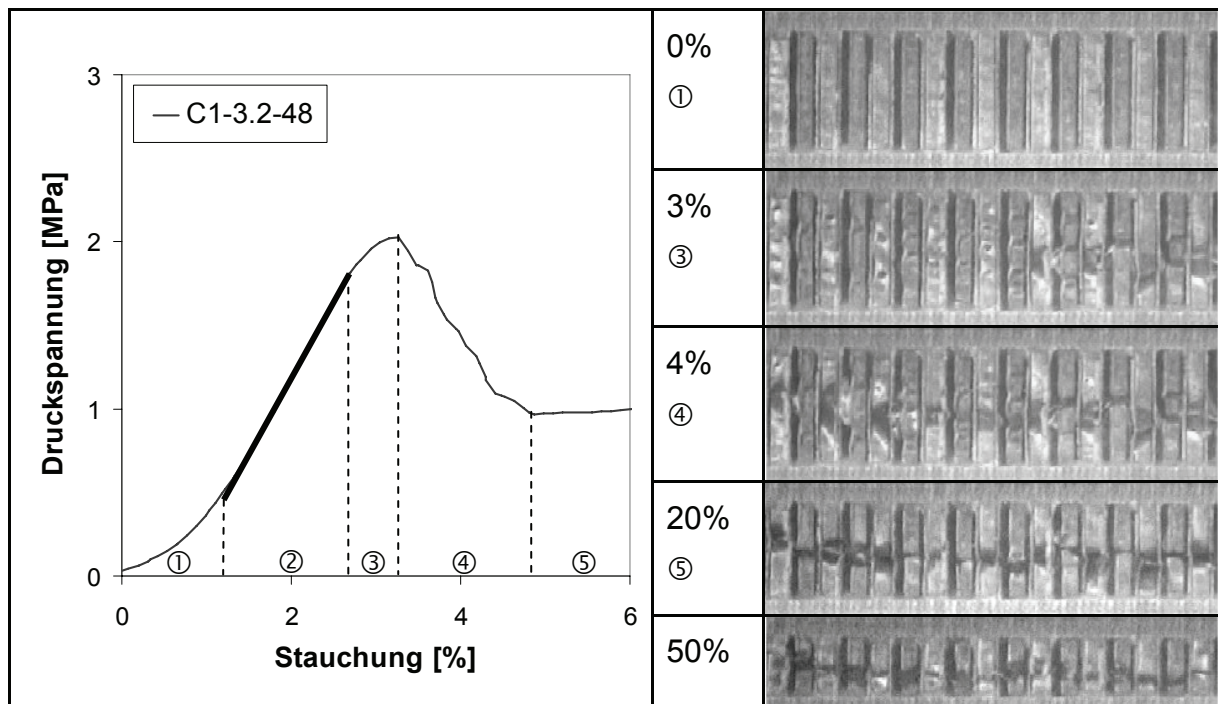 3
2
1
0
Druckspannung [MPa]
— C1-3.2-48
① ② ③ ④ ⑤
0 2 4 6
Stauchung [%]
0%
①
3%
③
4%
④
20%
⑤
50%